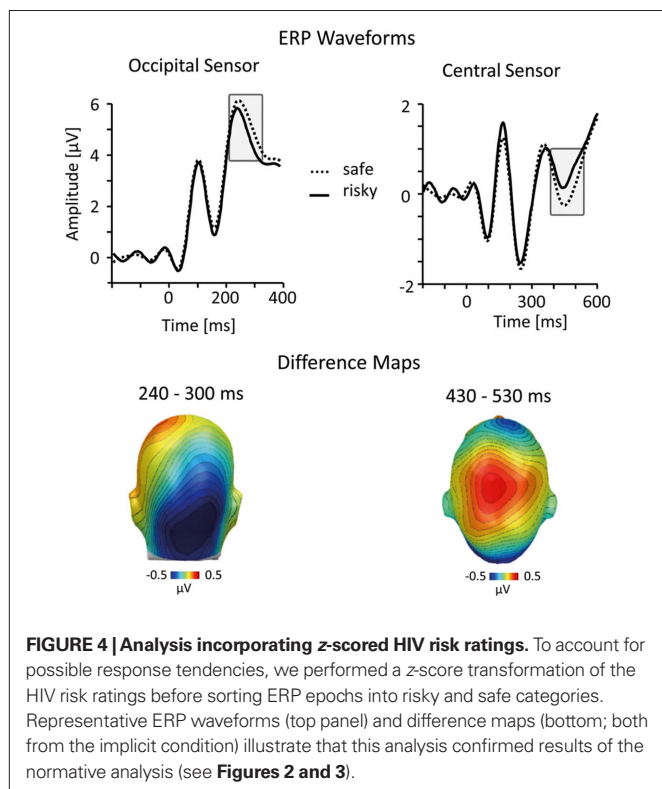 ERP Waveforms
Occipital Sensor
Central Sensor
Amplitude [µV]
6
4
2
0
0 200 400
Time [ms]
safe
risky
2
0
-2
0 300 600
Time [ms]
Difference Maps
240 - 300 ms
430 - 530 ms
-0.5 0.5
µV
-0.5 0.5
µV
FIGURE 4 | Analysis incorporating z-scored HIV risk ratings. To account for
possible response tendencies, we performed a z-score transformation of the
HIV risk ratings before sorting ERP epochs into risky and safe categories.
Representative ERP waveforms (top panel) and difference maps (bottom; both
from the implicit condition) illustrate that this analysis confirmed results of the
normative analysis (see Figures 2 and 3).